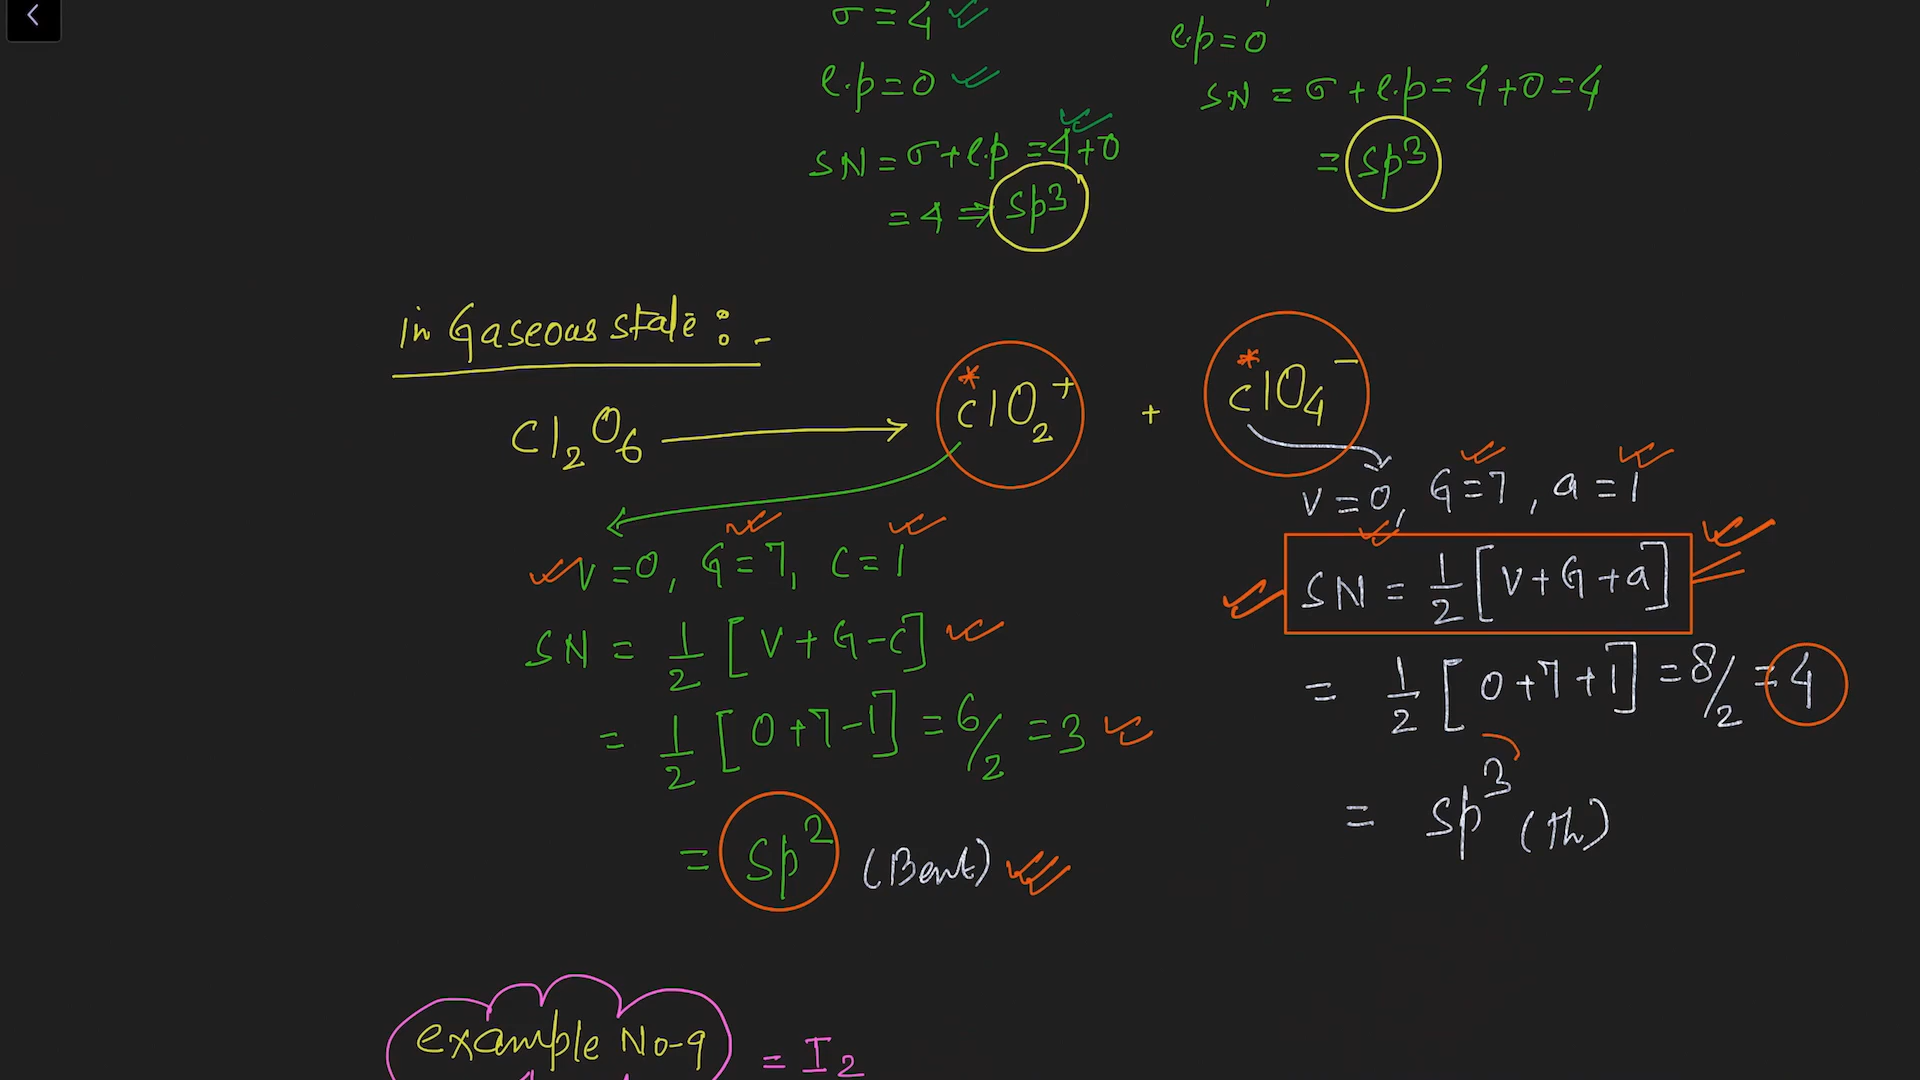 σ = 4
l.p = 0
SN = σ + l.p = 4 + 0
= 4 ⇒ sp³
l.p = 0
SN = σ + l.p = 4 + 0 = 4
= sp³
in Gaseous state :-
Cl₂O₆ ⟶ *ClO₂⁺ + *ClO₄⁻
V = 0, G = 7, C = 1
SN = 1/2 [V + G - C]
= 1/2 [0 + 7 - 1] = 6/2 = 3
= sp² (Bent)
V = 0, G = 7, a = 1
SN = 1/2 [V + G + a]
= 1/2 [0 + 7 + 1] = 8/2 = 4
= sp³ (Th)
example No-9 = I₂